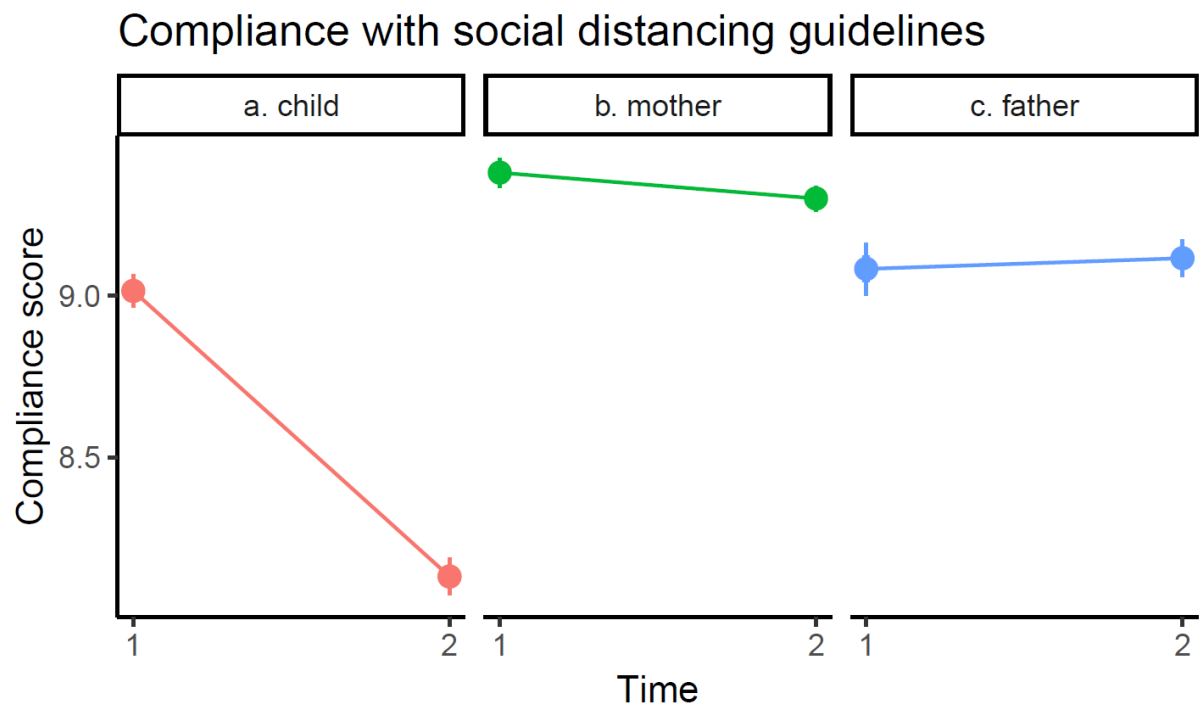 Compliance with social distancing guidelines
a. child
b. mother
c. father
Compliance score
9.0
8.5
1
2
1
2
1
2
Time